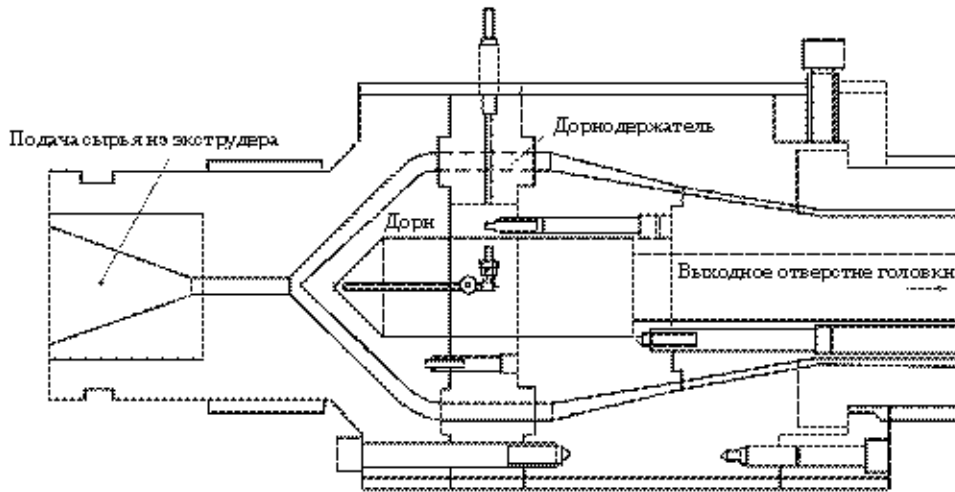 Подача сырья из экструдера
Дорнодержатель
Дорн
Выходное отверстие головки